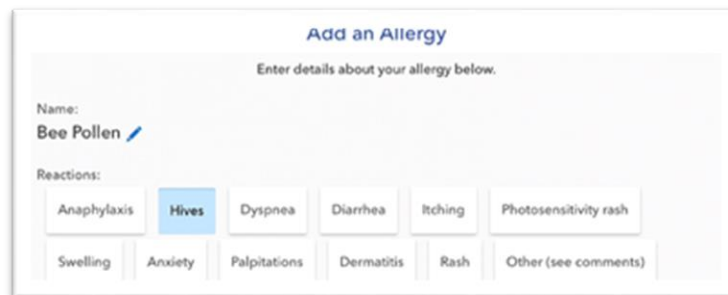 Add an Allergy
Enter details about your allergy below.
Name:
Bee Pollen
Reactions:
Anaphylaxis Hives Dyspnea Diarrhea Itching Photosensitivity rash
Swelling Anxiety Palpitations Dermatitis Rash Other (see comments)